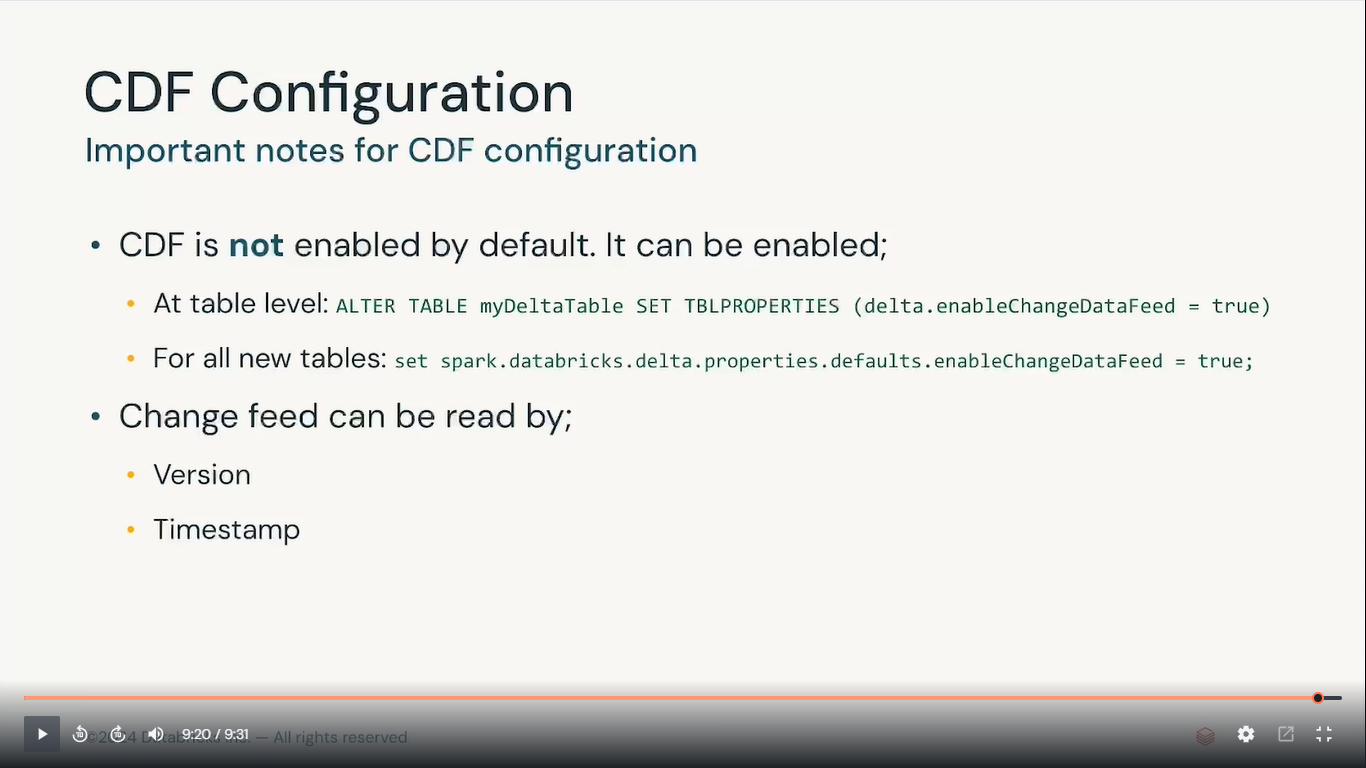 CDF Configuration
Important notes for CDF configuration
• CDF is not enabled by default. It can be enabled;
• At table level: ALTER TABLE myDeltaTable SET TBLPROPERTIES (delta.enableChangeDataFeed = true)
• For all new tables: set spark.databricks.delta.properties.defaults.enableChangeDataFeed = true;
• Change feed can be read by;
• Version
• Timestamp
10 10 9:20 / 9:31
— All rights reserved